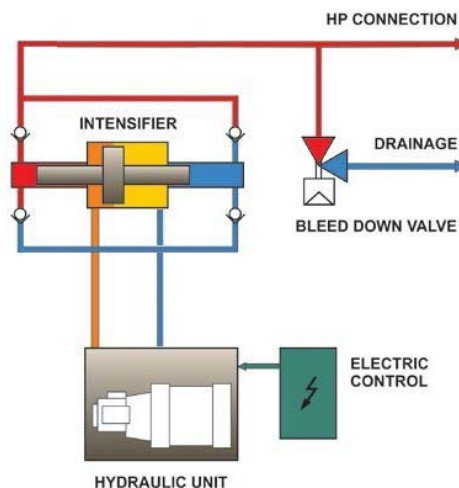 HP CONNECTION
INTENSIFIER
DRAINAGE
BLEED DOWN VALVE
ELECTRIC
CONTROL
HYDRAULIC UNIT